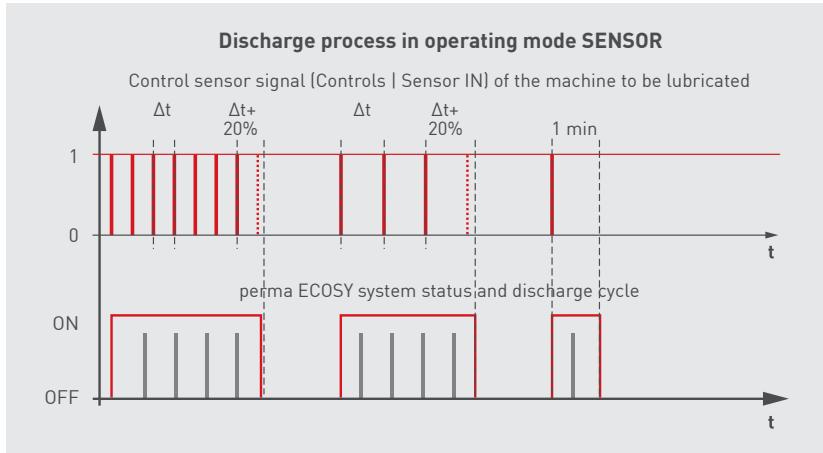 Discharge process in operating mode SENSOR
Control sensor signal (Controls | Sensor IN) of the machine to be lubricated
Δt Δt+ Δt Δt+
20% 20% 1 min
1
0
t
perma ECOSY system status and discharge cycle
ON
OFF
t